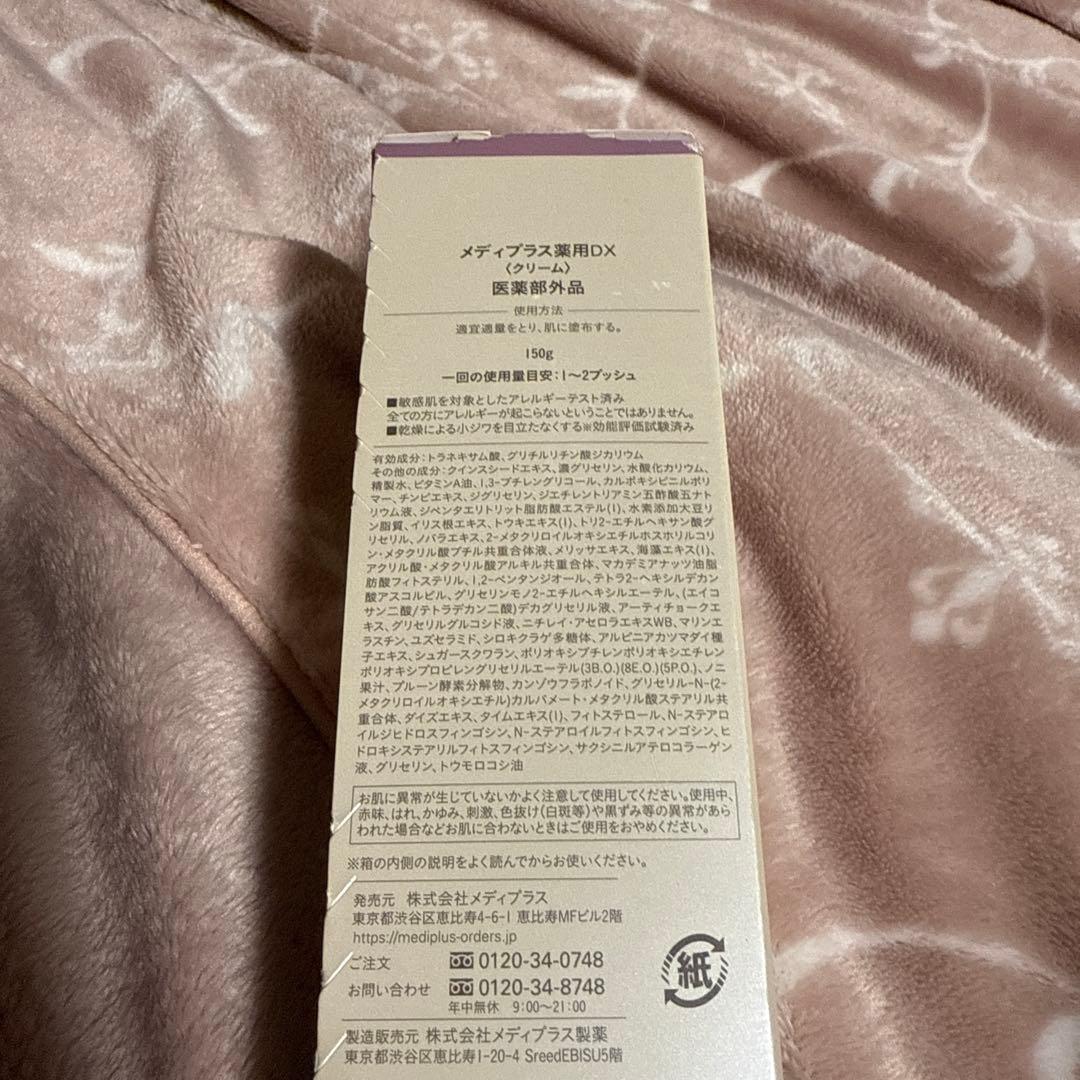 メディプラス薬用DX
〈クリーム〉
医薬部外品
使用方法
適宜適量をとり、肌に塗布する。
150g
一回の使用量目安：1〜2プッシュ
■敏感肌を対象としたアレルギーテスト済み
全ての方にアレルギーが起こらないということではありません。
■乾燥による小ジワを目立たなくする※効能評価試験済み
有効成分：トラネキサム酸、グリチルリチン酸ジカリウム
その他の成分：クインスシードエキス、濃グリセリン、水酸化カリウム、
精製水、ビタミンA油、1,3-ブチレングリコール、カルボキシビニルポリ
マー、チンピエキス、ジグリセリン、ジエチレントリアミン五酢酸五ナト
リウム液、ジペンタエリトリット脂肪酸エステル(1)、水素添加大豆リ
ン脂質、イリス根エキス、トウキエキス(1)、トリ2-エチルヘキサン酸グ
リセリル、ノバラエキス、2-メタクリロイルオキシエチルホスホリルコリ
ン・メタクリル酸ブチル共重合体液、メリッサエキス、海藻エキス(1)、
アクリル酸・メタクリル酸アルキル共重合体、マカデミアナッツ油脂
肪酸フィトステリル、1,2-ペンタンジオール、テトラ2-ヘキシルデカン
酸アスコルビル、グリセリンモノ2-エチルヘキシルエーテル、(エイコ
サン二酸/テトラデカン二酸)デカグリセリル液、アーティチョークエ
キス、グリセリルグルコシド液、ニチレイ・アセロラエキスWB、マリンエ
ラスチン、ユズセラミド、シロキクラゲ多糖体、アルピニアカツマダイ種
子エキス、シュガースクワラン、ポリオキシブチレンポリオキシエチレン
ポリオキシプロピレングリセリルエーテル(3B.O.)(8E.O.)(5P.O.)、ノニ
果汁、プルーン酵素分解物、カンゾウフラボノイド、グリセリル-N-(2-
メタクリロイルオキシエチル)カルバメート・メタクリル酸ステアリル共
重合体、ダイズエキス、タイムエキス(1)、フィトステロール、N-ステアロ
イルジヒドロスフィンゴシン、N-ステアロイルフィトスフィンゴシン、ヒ
ドロキシステアリルフィトスフィンゴシン、サクシニルアテロコラーゲン
液、グリセリン、トウモロコシ油
お肌に異常が生じていないかよく注意して使用してください。使用中、
赤味、はれ、かゆみ、刺激、色抜け(白斑等)や黒ずみ等の異常があら
われた場合などお肌に合わないときはご使用をおやめください。
※箱の内側の説明をよく読んでからお使いください。
発売元 株式会社メディプラス
東京都渋谷区恵比寿4-6-1 恵比寿MFビル2階
https://mediplus-orders.jp
ご注文 0120-34-0748
お問い合わせ 0120-34-8748
年中無休 9:00〜21:00
紙
製造販売元 株式会社メディプラス製薬
東京都渋谷区恵比寿1-20-4 SreedEBISU5階